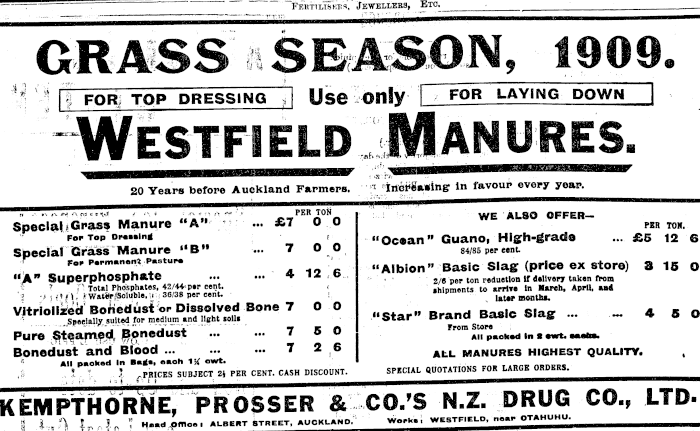 FERTILISERS, JEWELLERS, ETC.
GRASS SEASON, 1909.
FOR TOP DRESSING Use only FOR LAYING DOWN
WESTFIELD MANURES.
20 Years before Auckland Farmers. Increasing in favour every year.
PER TON
Special Grass Manure "A" ... £7 0 0
For Top Dressing
Special Grass Manure "B" 7 0 0
For Permanent Pasture
"A" Superphosphate ... ... 4 12 6
Total Phosphates, 42/44 per cent.
Water Soluble, 36/38 per cent.
Vitriolized Bonedust or Dissolved Bone 7 0 0
Specially suited for medium and light soils
Pure Steamed Bonedust ... 7 5 0
Bonedust and Blood ... ... ... 7 2 6
All packed in Bags, each 1½ cwt.
PRICES SUBJECT 2½ PER CENT. CASH DISCOUNT.
WE ALSO OFFER—
PER TON.
"Ocean" Guano, High-grade ... £5 12 6
84/85 per cent.
"Albion" Basic Slag (price ex store) 3 15 0
2/6 per ton reduction if delivery taken from
shipments to arrive in March, April, and
later months.
"Star" Brand Basic Slag ... ... 4 5 0
From Store
All packed in 2 cwt. sacks.
ALL MANURES HIGHEST QUALITY.
SPECIAL QUOTATIONS FOR LARGE ORDERS.
KEMPTHORNE, PROSSER & CO.'S N.Z. DRUG CO., LTD.
Head Office: ALBERT STREET, AUCKLAND. Works: WESTFIELD, near OTAHUHU.